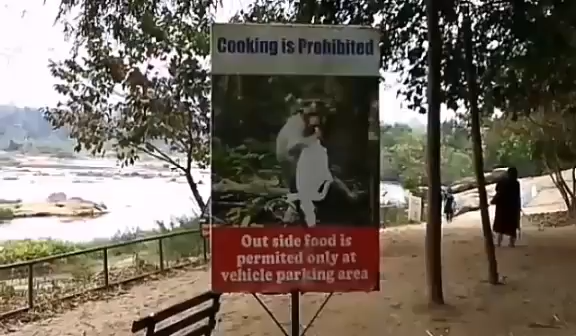 Cooking is Prohibited
Out side food is
permited only at
vehicle parking area